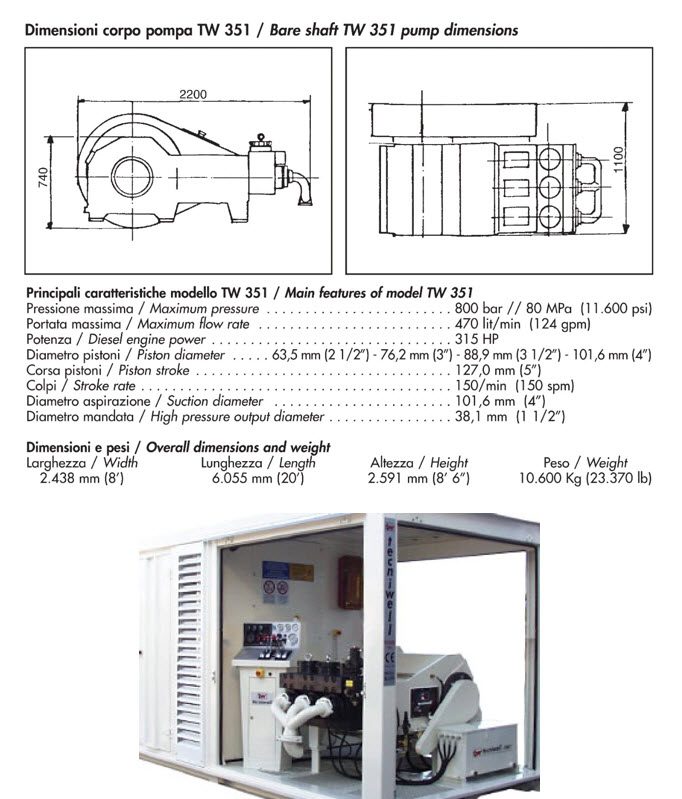 Dimensioni corpo pompa TW 351 / Bare shaft TW 351 pump dimensions
2200
740
1100
Principali caratteristiche modello TW 351 / Main features of model TW 351
Pressione massima / Maximum pressure . . . . . . . . . . . . . . . . . . . . . . . . . 800 bar // 80 MPa (11.600 psi)
Portata massima / Maximum flow rate . . . . . . . . . . . . . . . . . . . . . . . . . . 470 lit/min (124 gpm)
Potenza / Diesel engine power . . . . . . . . . . . . . . . . . . . . . . . . . . . . . . . . . 315 HP
Diametro pistoni / Piston diameter . . . . . 63,5 mm (2 1/2”) - 76,2 mm (3”) - 88,9 mm (3 1/2”) - 101,6 mm (4”)
Corsa pistoni / Piston stroke . . . . . . . . . . . . . . . . . . . . . . . . . . . . . . . . . . . 127,0 mm (5”)
Colpi / Stroke rate . . . . . . . . . . . . . . . . . . . . . . . . . . . . . . . . . . . . . . . . . . 150/min (150 spm)
Diametro aspirazione / Suction diameter . . . . . . . . . . . . . . . . . . . . . . . . 101,6 mm (4”)
Diametro mandata / High pressure output diameter . . . . . . . . . . . . . . . . . 38,1 mm (1 1/2”)
Dimensioni e pesi / Overall dimensions and weight
Larghezza / Width Lunghezza / Length Altezza / Height Peso / Weight
2.438 mm (8’) 6.055 mm (20’) 2.591 mm (8’ 6”) 10.600 Kg (23.370 lb)
tecniwell
CE
tecniwell